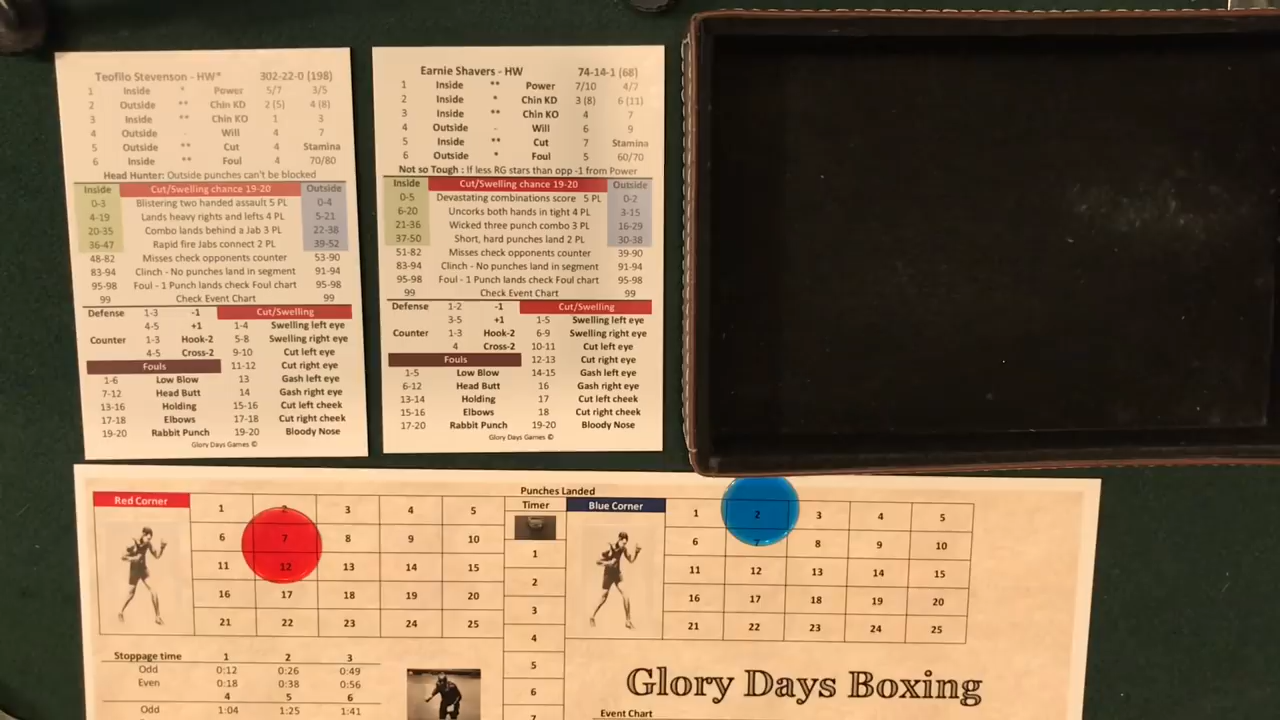 Teofilo Stevenson - HW* 302-22-0 (198)
1 Inside * Power 5/7 3/5
2 Outside ** Chin KD 2 (5) 4 (8)
3 Inside ** Chin KO 1 3
4 Outside - Will 4 7
5 Outside ** Cut 4 Stamina
6 Inside ** Foul 4 70/80
Head Hunter: Outside punches can't be blocked
Inside Cut/Swelling chance 19-20 Outside
0-3 Blistering two handed assault 5 PL 0-4
4-19 Lands heavy rights and lefts 4 PL 5-21
20-35 Combo lands behind a Jab 3 PL 22-38
36-47 Rapid fire Jabs connect 2 PL 39-52
48-82 Misses check opponents counter 53-90
83-94 Clinch - No punches land in segment 91-94
95-98 Foul - 1 Punch lands check Foul chart 95-98
99 Check Event Chart 99
Defense 1-3 -1 Cut/Swelling
4-5 +1 1-4 Swelling left eye
Counter 1-3 Hook-2 5-8 Swelling right eye
4-5 Cross-2 9-10 Cut left eye
Fouls 11-12 Cut right eye
1-6 Low Blow 13 Gash left eye
7-12 Head Butt 14 Gash right eye
13-16 Holding 15-16 Cut left cheek
17-18 Elbows 17-18 Cut right cheek
19-20 Rabbit Punch 19-20 Bloody Nose
Glory Days Games ©
Earnie Shavers - HW 74-14-1 (68)
1 Inside ** Power 7/10 4/7
2 Inside * Chin KD 3 (8) 6 (11)
3 Inside ** Chin KO 4 7
4 Outside - Will 6 9
5 Inside ** Cut 7 Stamina
6 Outside * Foul 5 60/70
Not so Tough : If less RG stars than opp -1 from Power
Inside Cut/Swelling chance 19-20 Outside
0-5 Devastating combinations score 5 PL 0-2
6-20 Uncorks both hands in tight 4 PL 3-15
21-36 Wicked three punch combo 3 PL 16-29
37-50 Short, hard punches land 2 PL 30-38
51-82 Misses check opponents counter 39-90
83-94 Clinch - No punches land in segment 91-94
95-98 Foul - 1 Punch lands check Foul chart 95-98
99 Check Event Chart 99
Defense 1-2 -1 Cut/Swelling
3-5 +1 1-5 Swelling left eye
Counter 1-3 Hook-2 6-9 Swelling right eye
4 Cross-2 10-11 Cut left eye
Fouls 12-13 Cut right eye
1-5 Low Blow 14-15 Gash left eye
6-12 Head Butt 16 Gash right eye
13-14 Holding 17 Cut left cheek
15-16 Elbows 18 Cut right cheek
17-20 Rabbit Punch 19-20 Bloody Nose
Glory Days Games ©
Punches Landed
Red Corner 1 2 3 4 5
6 7 8 9 10
11 12 13 14 15
16 17 18 19 20
21 22 23 24 25
Timer
1
2
3
4
5
6
7
Blue Corner 1 2 3 4 5
6 7 8 9 10
11 12 13 14 15
16 17 18 19 20
21 22 23 24 25
Stoppage time 1 2 3
Odd 0:12 0:26 0:49
Even 0:18 0:38 0:56
4 5 6
Odd 1:04 1:25 1:41
Glory Days Boxing
Event Chart